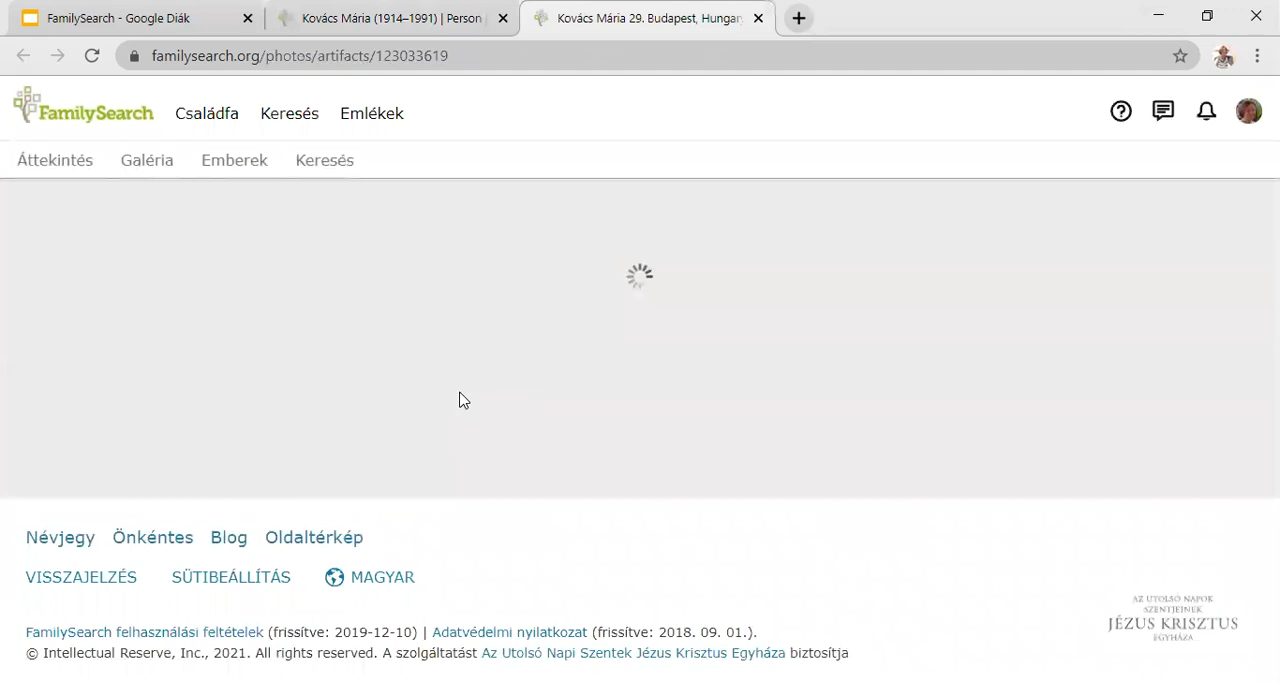 FamilySearch - Google Diák
Kovács Mária (1914–1991) | Person
Kovács Mária 29. Budapest, Hungar
familysearch.org/photos/artifacts/123033619
FamilySearch Családfa Keresés Emlékek
Áttekintés Galéria Emberek Keresés
Névjegy Önkéntes Blog Oldaltérkép
VISSZAJELZÉS SÜTIBEÁLLÍTÁS MAGYAR
AZ UTOLSÓ NAPOK
SZENTJEINEK
JÉZUS KRISZTUS
EGYHÁZA
FamilySearch felhasználási feltételek (frissítve: 2019-12-10) | Adatvédelmi nyilatkozat (frissítve: 2018. 09. 01.).
© Intellectual Reserve, Inc., 2021. All rights reserved. A szolgáltatást Az Utolsó Napi Szentek Jézus Krisztus Egyháza biztosítja